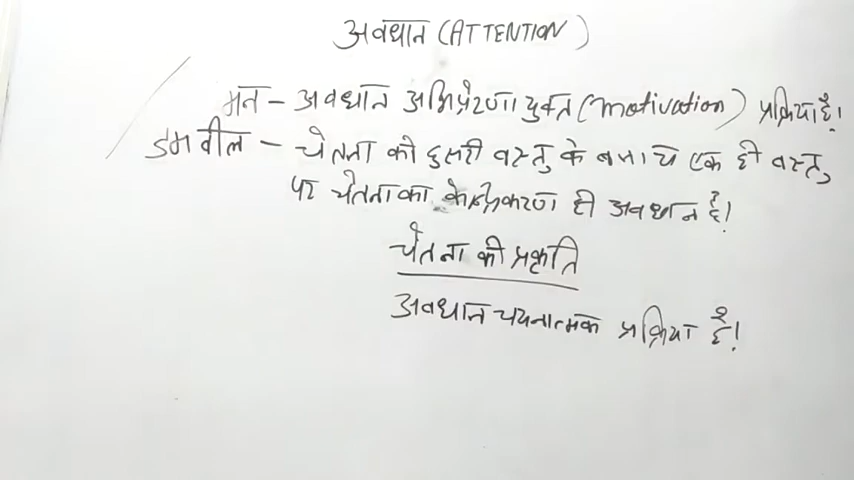 अवधान (ATTENTION)
मन - अवधान अभिप्रेरणा युक्त (motivation) प्रक्रिया है।
डमवील - चेतना को दुसरी वस्तु के बजाय एक ही वस्तु
पर चेतना का केन्द्रिकरण ही अवधान है।
चेतना की प्रकृति
अवधान चयनात्मक प्रक्रिया है।